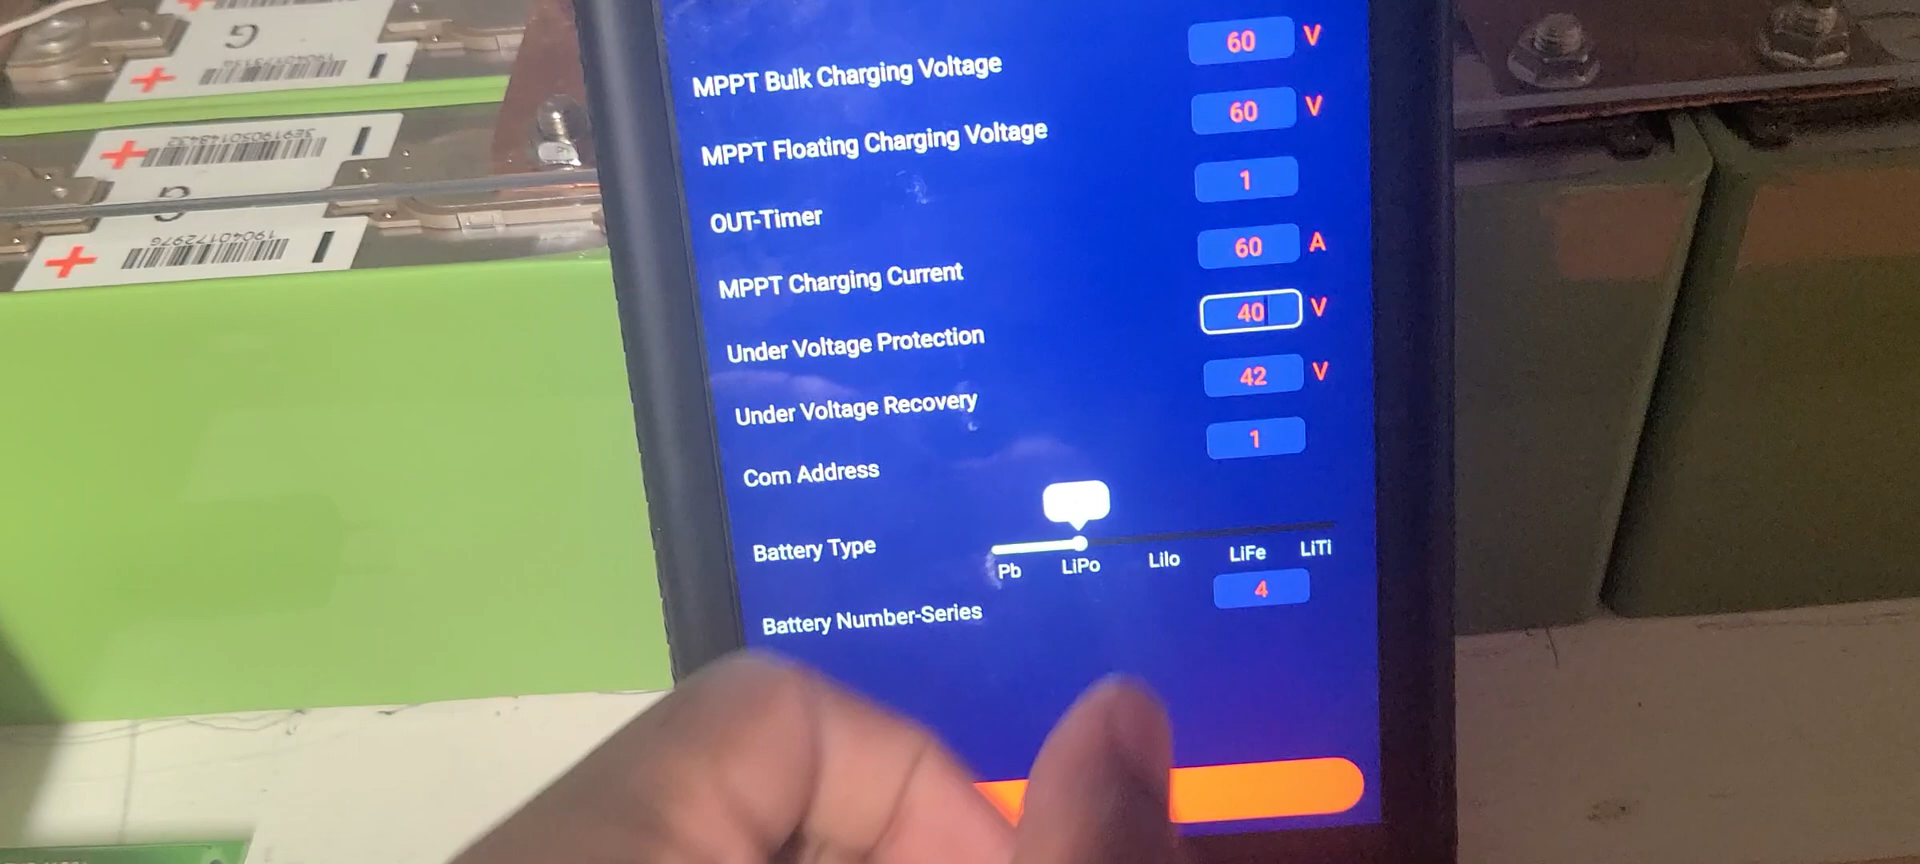 G
MPPT Bulk Charging Voltage 60 V
MPPT Floating Charging Voltage 60 V
OUT-Timer 1
MPPT Charging Current 60 A
Under Voltage Protection 40 V
Under Voltage Recovery 42 V
Com Address 1
Battery Type
Pb LiPo Lilo LiFe LiTi
Battery Number-Series 4
G
1904017297G